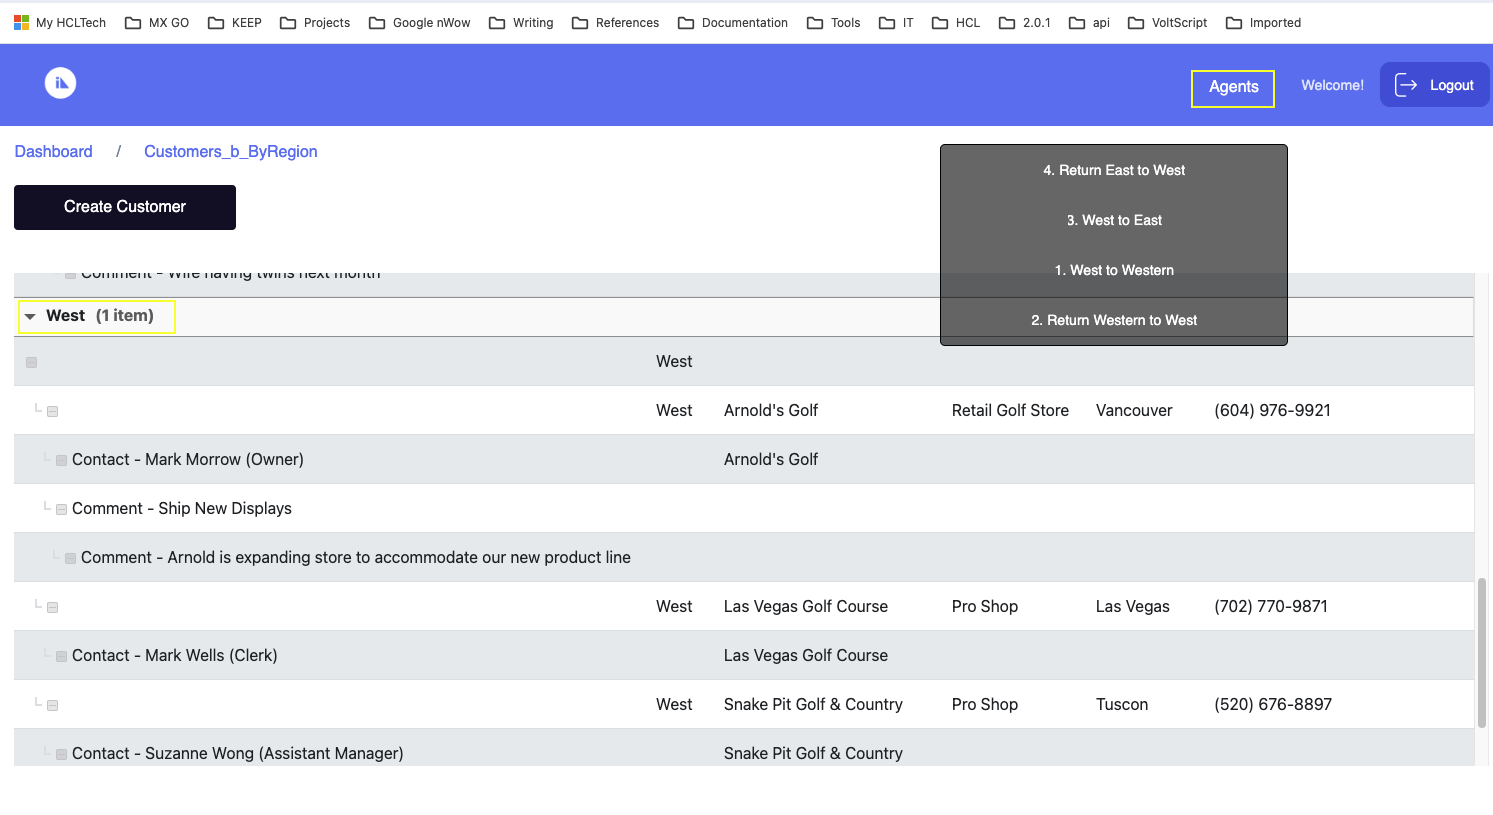 My HCLTech MX GO KEEP Projects Google nWow Writing References Documentation Tools IT HCL 2.0.1 api VoltScript Imported
Agents Welcome! Logout
Dashboard / Customers_b_ByRegion
4. Return East to West
Create Customer
3. West to East
1. West to Western
Comment - Wife having twins next month
West (1 item)
2. Return Western to West
West
West Arnold's Golf Retail Golf Store Vancouver (604) 976-9921
Contact - Mark Morrow (Owner) Arnold's Golf
Comment - Ship New Displays
Comment - Arnold is expanding store to accommodate our new product line
West Las Vegas Golf Course Pro Shop Las Vegas (702) 770-9871
Contact - Mark Wells (Clerk) Las Vegas Golf Course
West Snake Pit Golf & Country Pro Shop Tuscon (520) 676-8897
Contact - Suzanne Wong (Assistant Manager) Snake Pit Golf & Country